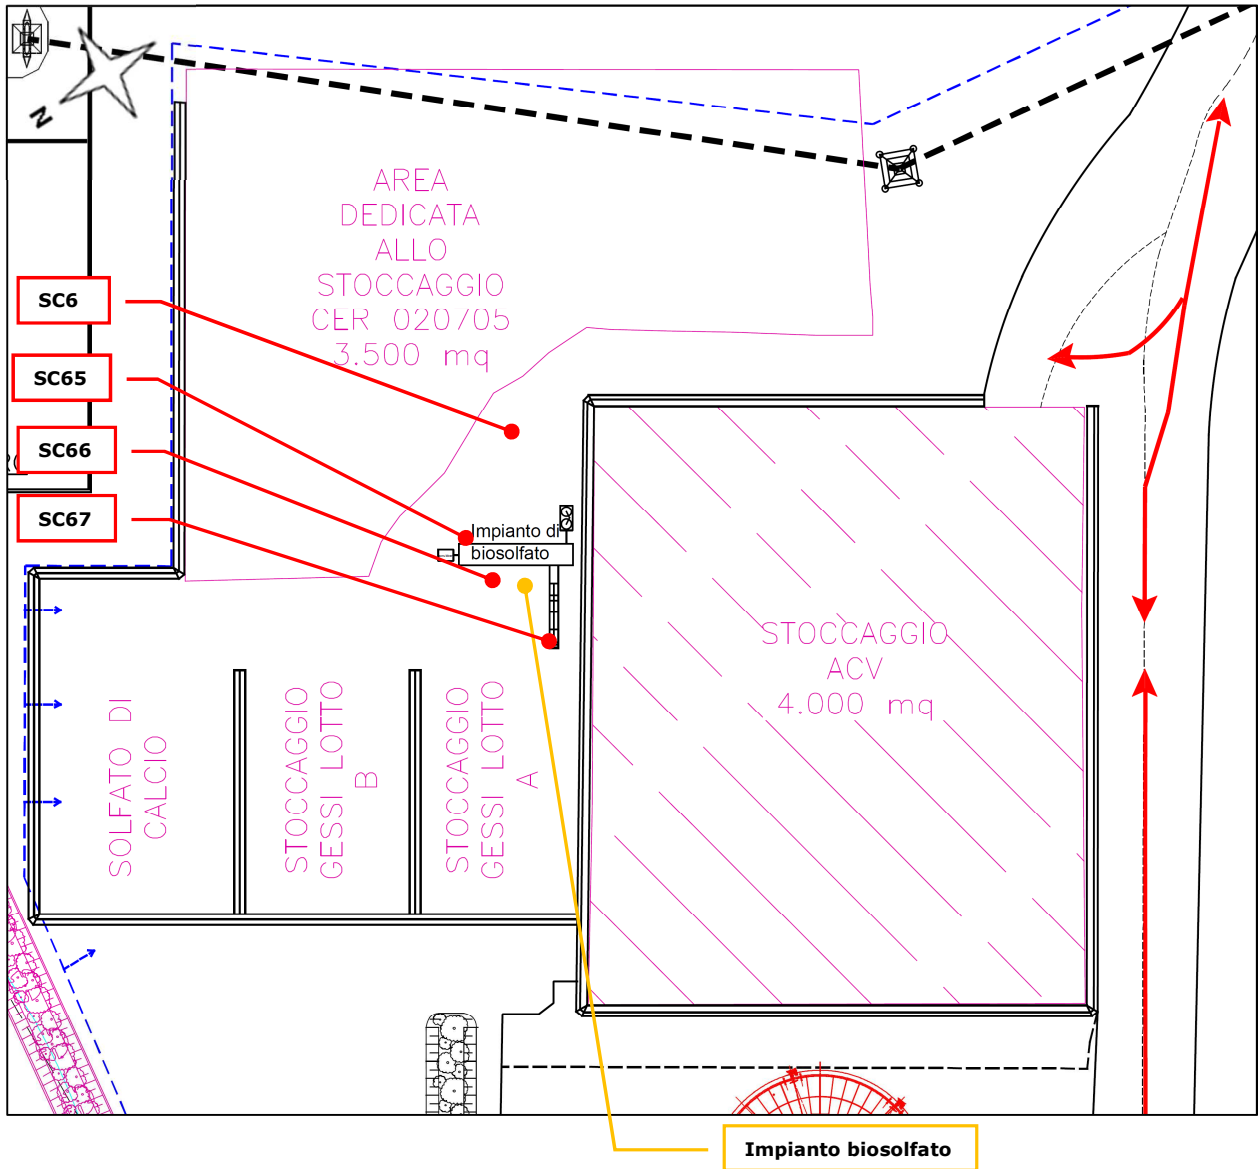 N
AREA
DEDICATA
ALLO
STOCCAGGIO
CER 020705
3.500 mq
SC6
SC65
SC66
SC67
Impianto di
biosolfato
STOCCAGGIO
ACV
4.000 mq
SOLFATO DI
CALCIO
STOCCAGGIO
GESSI LOTTO
B
STOCCAGGIO
GESSI LOTTO
A
Impianto biosolfato